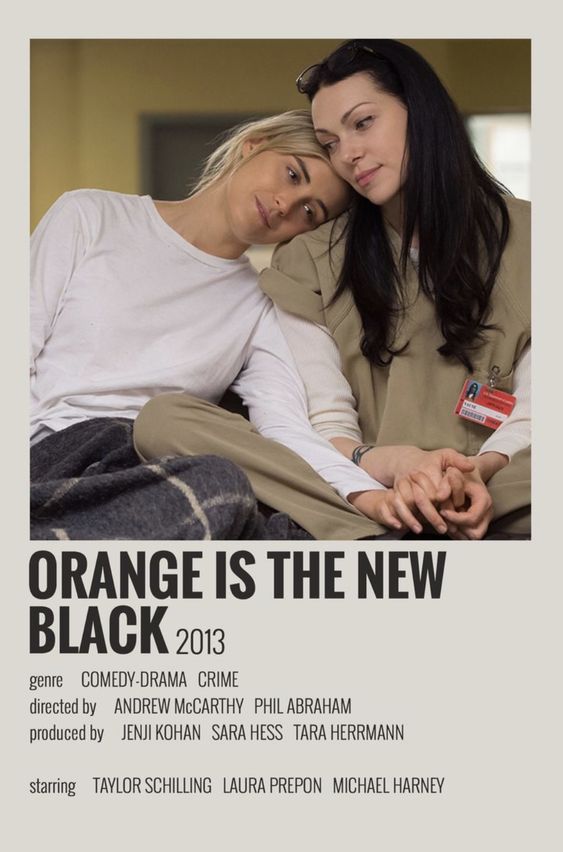 ORANGE IS THE NEW
BLACK 2013
genre COMEDY-DRAMA CRIME
directed by ANDREW McCARTHY PHIL ABRAHAM
produced by JENJI KOHAN SARA HESS TARA HERRMANN
starring TAYLOR SCHILLING LAURA PREPON MICHAEL HARNEY